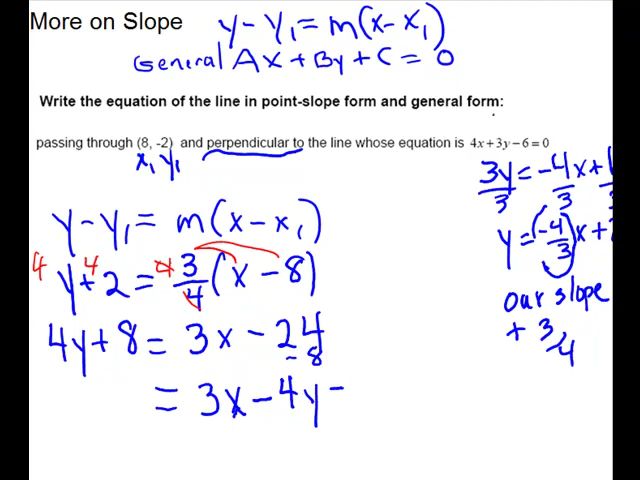 More on Slope y - y₁ = m(x - x₁)
General Ax + By + C = 0
Write the equation of the line in point-slope form and general form:
passing through (8, -2) and perpendicular to the line whose equation is 4x+3y-6=0
x₁ y₁
3y = -4x +
3 3
y = (-4/3)x +
our slope
+ 3/4
y - y₁ = m(x - x₁)
4 4 4
y + 2 = 3/4 (x - 8)
4y + 8 = 3x - 24
- 8
= 3x - 4y -